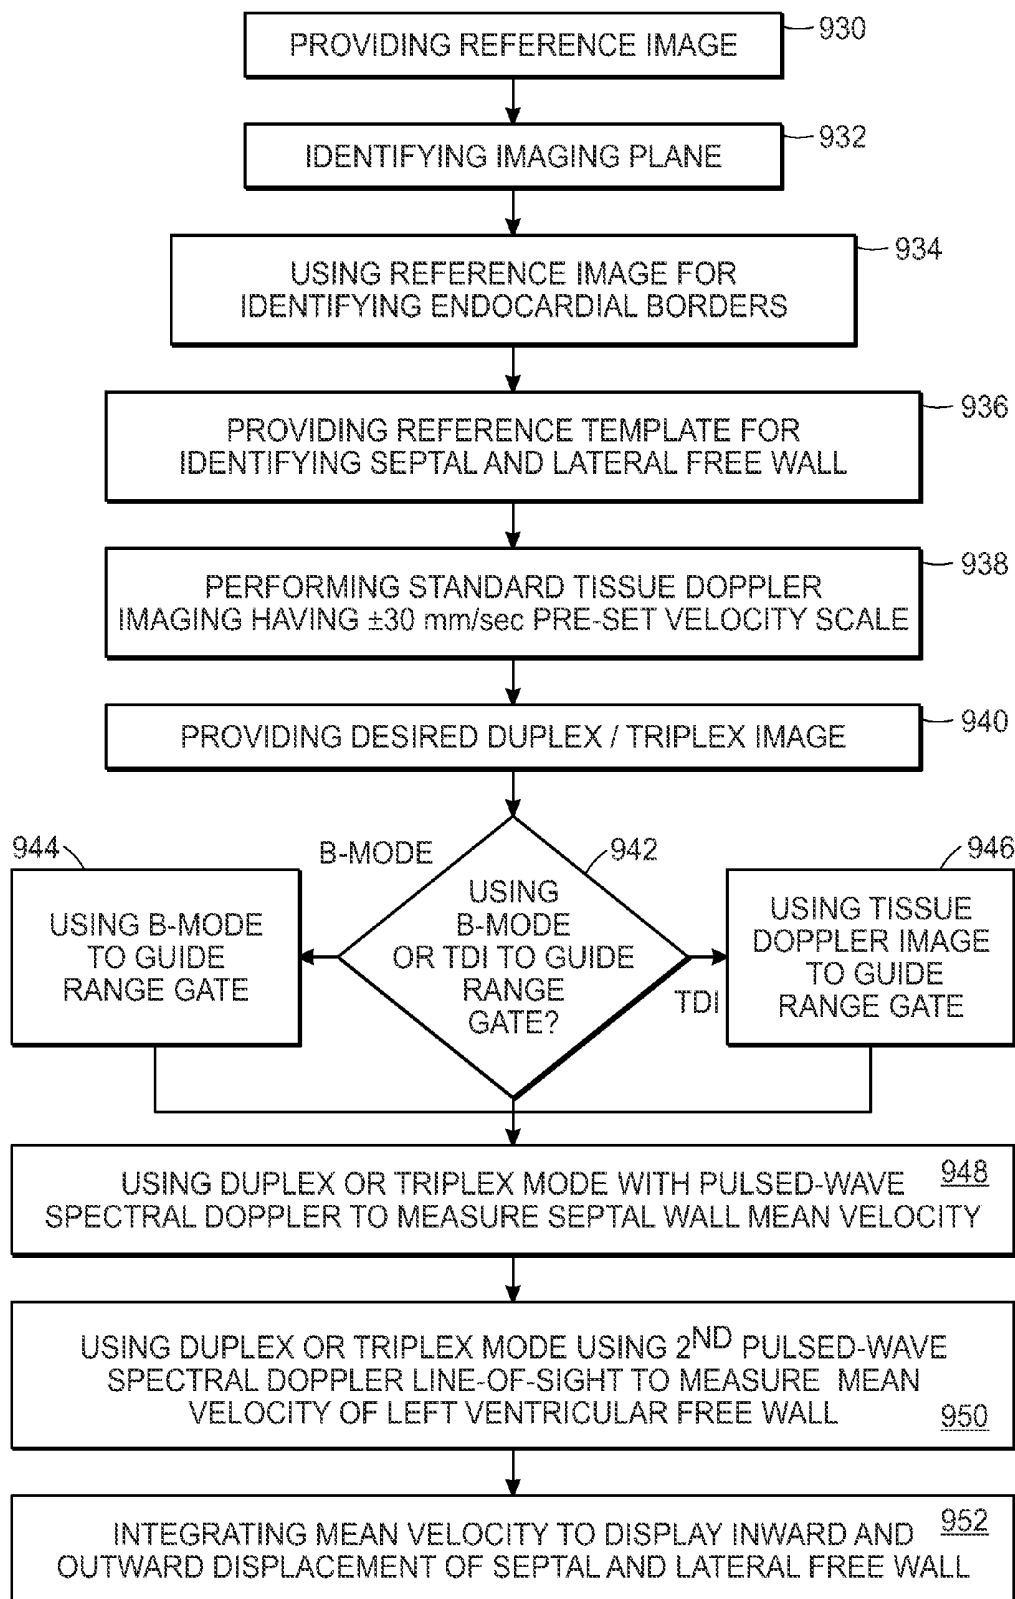 PROVIDING REFERENCE IMAGE
930
IDENTIFYING IMAGING PLANE
932
934
USING REFERENCE IMAGE FOR
IDENTIFYING ENDOCARDIAL BORDERS
936
PROVIDING REFERENCE TEMPLATE FOR
IDENTIFYING SEPTAL AND LATERAL FREE WALL
938
PERFORMING STANDARD TISSUE DOPPLER
IMAGING HAVING ±30 mm/sec PRE-SET VELOCITY SCALE
940
PROVIDING DESIRED DUPLEX / TRIPLEX IMAGE
944
B-MODE
942
946
USING B-MODE
TO GUIDE
RANGE GATE
USING
B-MODE
OR TDI TO GUIDE
RANGE
GATE?
TDI
USING TISSUE
DOPPLER IMAGE
TO GUIDE
RANGE GATE
948
USING DUPLEX OR TRIPLEX MODE WITH PULSED-WAVE
SPECTRAL DOPPLER TO MEASURE SEPTAL WALL MEAN VELOCITY
USING DUPLEX OR TRIPLEX MODE USING 2ND PULSED-WAVE
SPECTRAL DOPPLER LINE-OF-SIGHT TO MEASURE MEAN
VELOCITY OF LEFT VENTRICULAR FREE WALL
950
952
INTEGRATING MEAN VELOCITY TO DISPLAY INWARD AND
OUTWARD DISPLACEMENT OF SEPTAL AND LATERAL FREE WALL